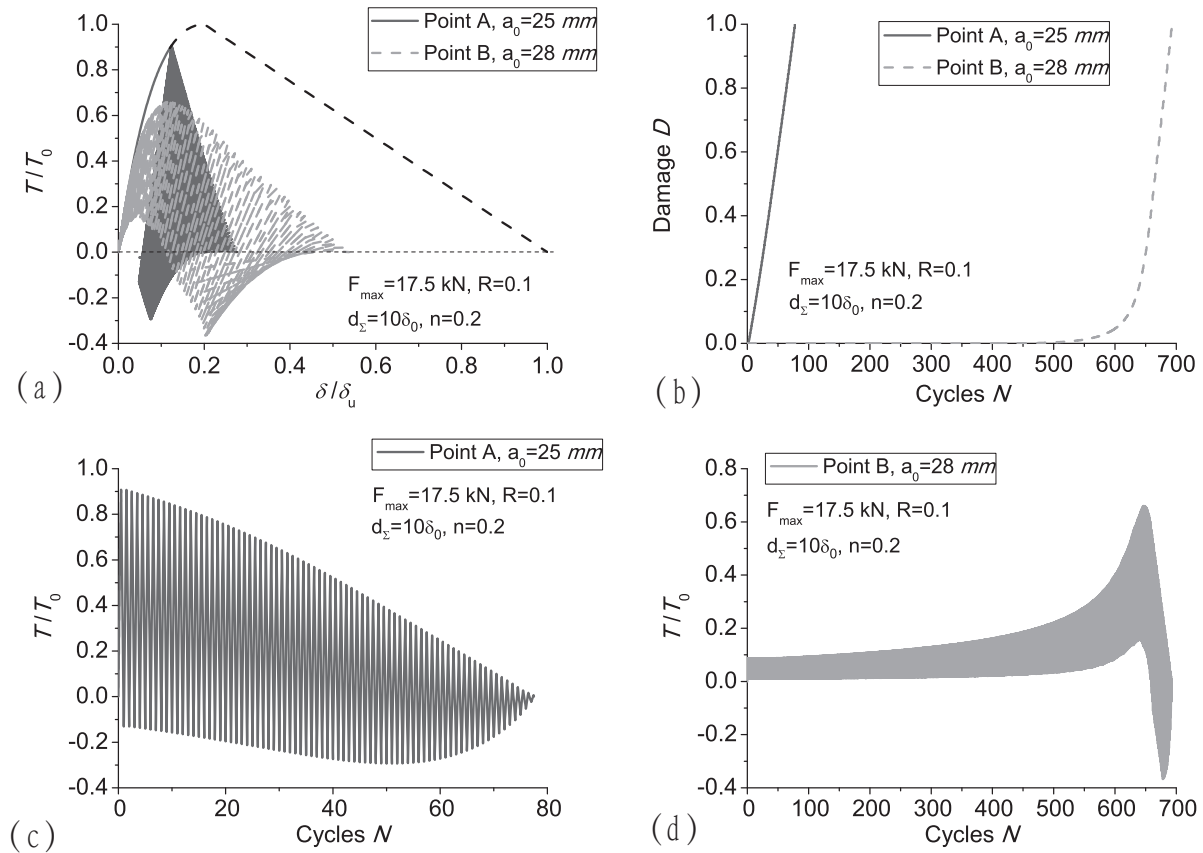 Point A, a0=25 mm
Point B, a0=28 mm
1.0
0.8
0.6
0.4
0.2
0.0
-0.2
-0.4
T/T0
Fmax=17.5 kN, R=0.1
dΣ=10δ0, n=0.2
0.0 0.2 0.4 0.6 0.8 1.0
δ/δu
(a)
Point A, a0=25 mm
Point B, a0=28 mm
1.0
0.8
0.6
0.4
0.2
0.0
Damage D
Fmax=17.5 kN, R=0.1
dΣ=10δ0, n=0.2
0 100 200 300 400 500 600 700
Cycles N
(b)
Point A, a0=25 mm
Fmax=17.5 kN, R=0.1
dΣ=10δ0, n=0.2
1.0
0.8
0.6
0.4
0.2
0.0
-0.2
-0.4
T/T0
0 20 40 60 80
Cycles N
(c)
Point B, a0=28 mm
Fmax=17.5 kN, R=0.1
dΣ=10δ0, n=0.2
0.8
0.6
0.4
0.2
0.0
-0.2
-0.4
T/T0
0 100 200 300 400 500 600 700
Cycles N
(d)